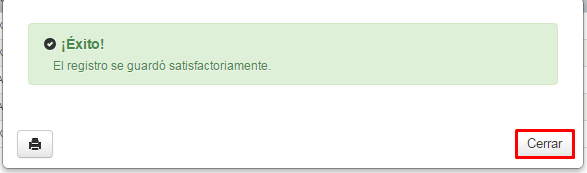 ¡Éxito!
El registro se guardó satisfactoriamente.
Cerrar